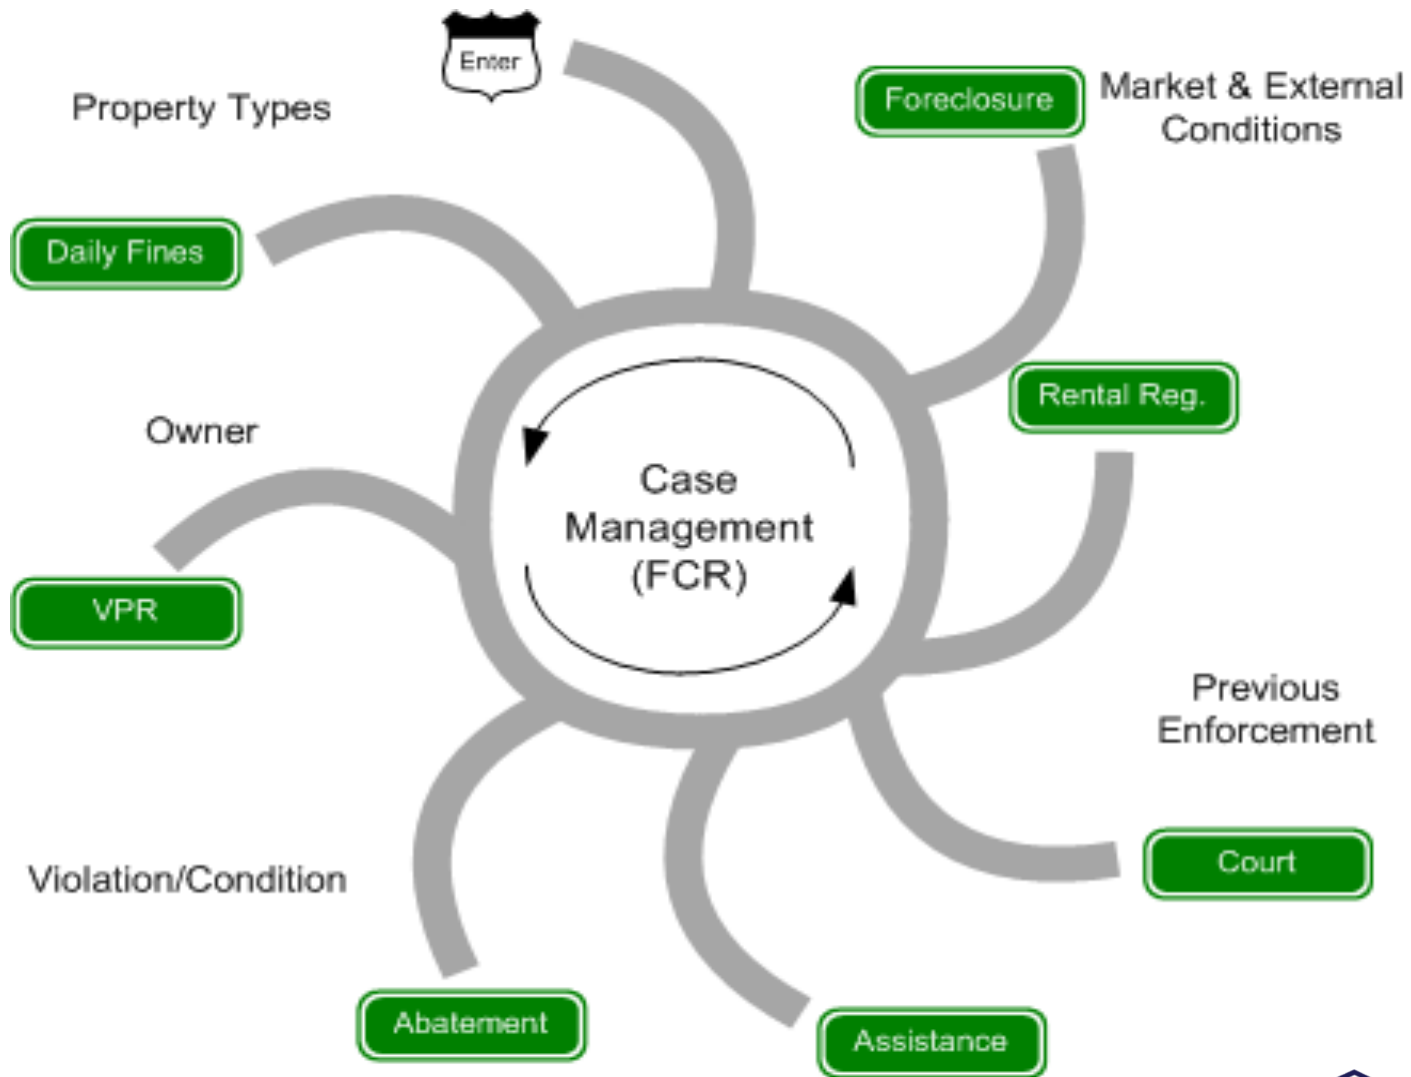 Enter
Foreclosure
Market & External
Conditions
Property Types
Daily Fines
Rental Reg.
Owner
Case
Management
(FCR)
VPR
Previous
Enforcement
Court
Violation/Condition
Abatement
Assistance